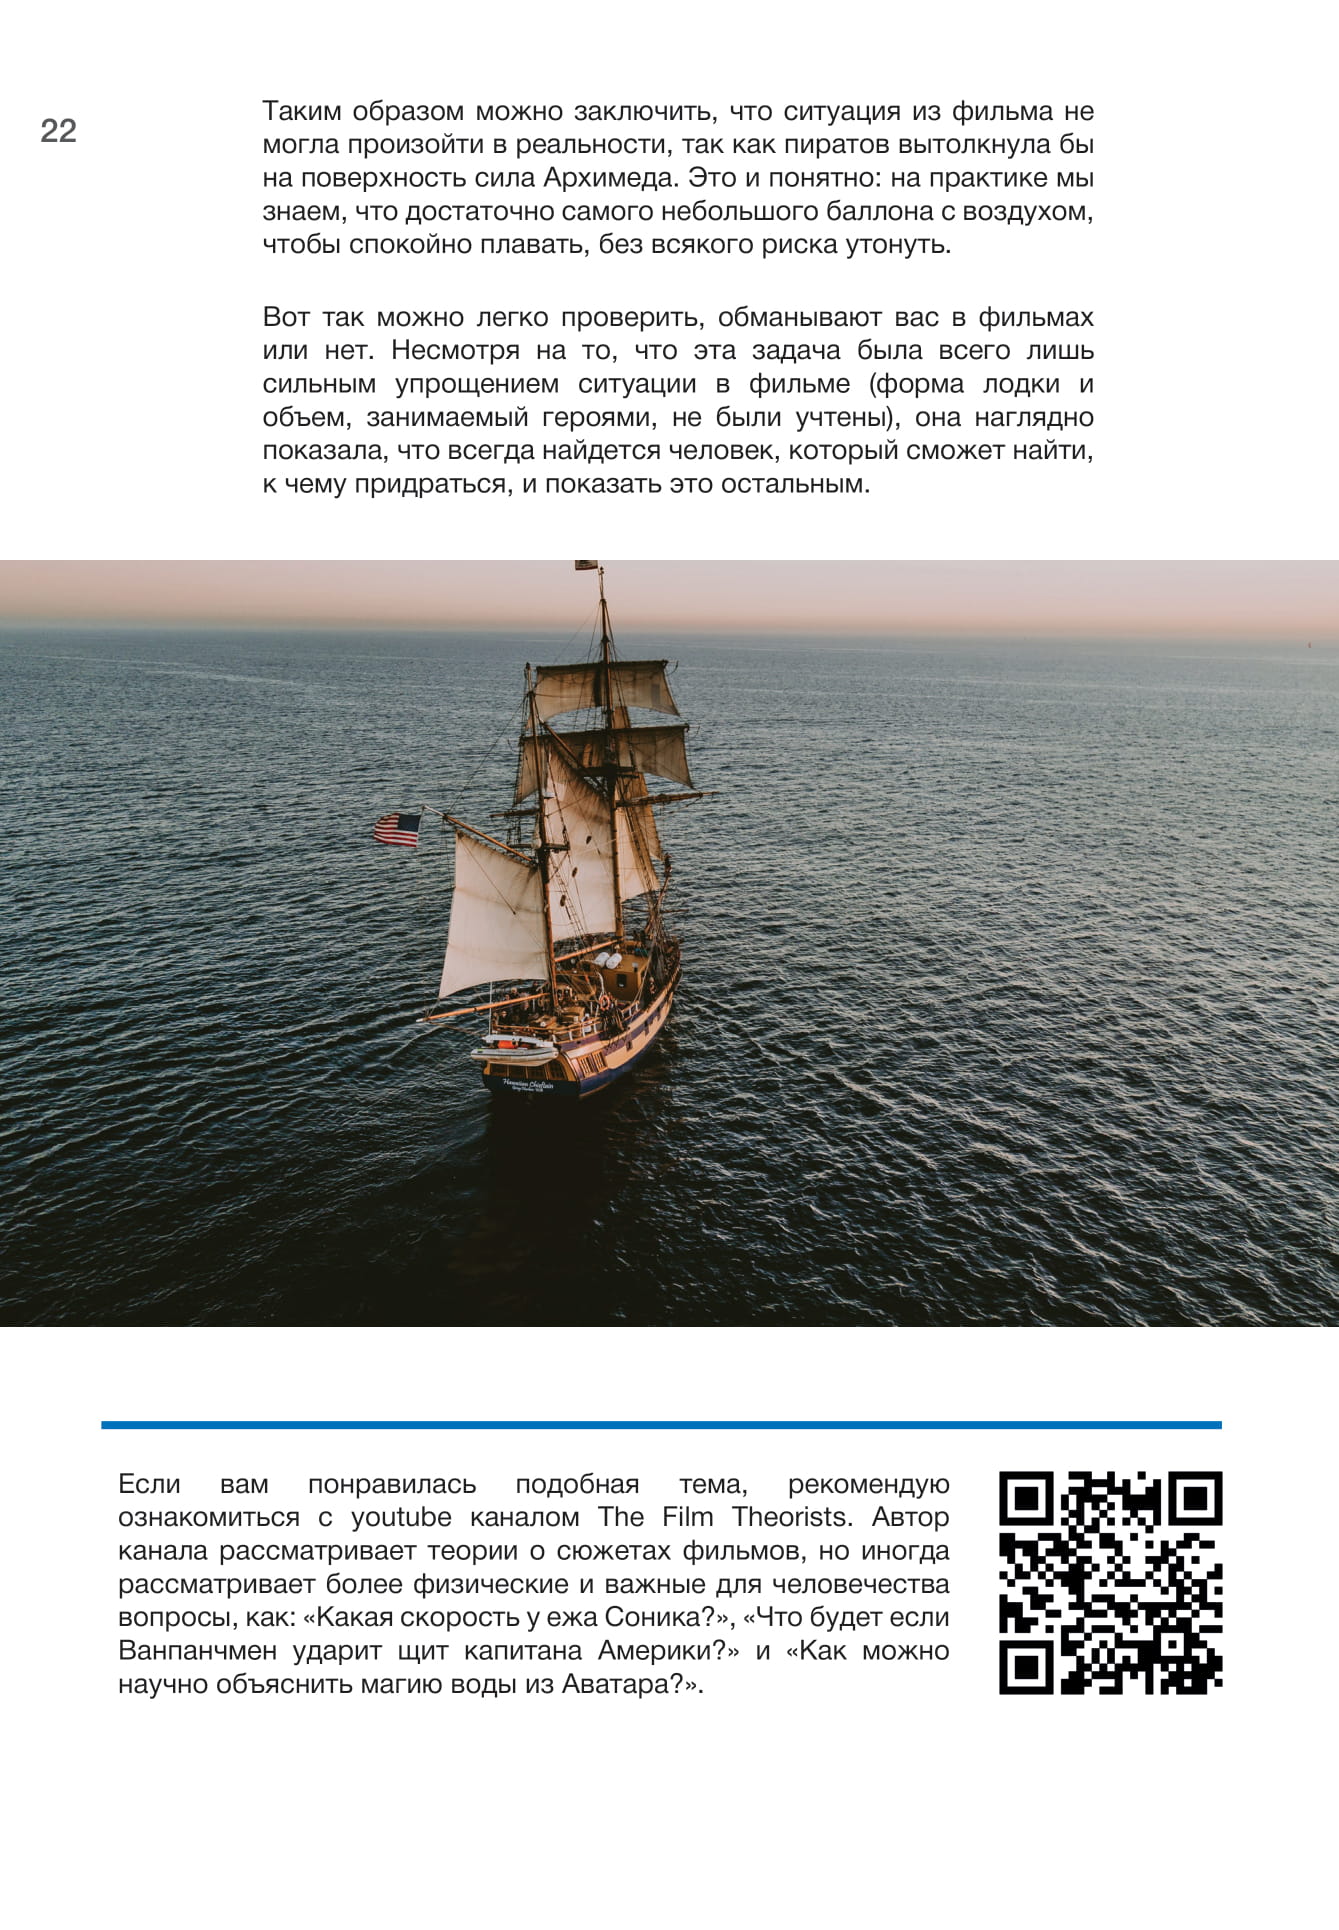 22
Таким образом можно заключить, что ситуация из фильма не
могла произойти в реальности, так как пиратов вытолкнула бы
на поверхность сила Архимеда. Это и понятно: на практике мы
знаем, что достаточно самого небольшого баллона с воздухом,
чтобы спокойно плавать, без всякого риска утонуть.
Вот так можно легко проверить, обманывают вас в фильмах
или нет. Несмотря на то, что эта задача была всего лишь
сильным упрощением ситуации в фильме (форма лодки и
объем, занимаемый героями, не были учтены), она наглядно
показала, что всегда найдется человек, который сможет найти,
к чему придраться, и показать это остальным.
Hawaiian Chieftain
Если вам понравилась подобная тема, рекомендую
ознакомиться с youtube каналом The Film Theorists. Автор
канала рассматривает теории о сюжетах фильмов, но иногда
рассматривает более физические и важные для человечества
вопросы, как: «Какая скорость у ежа Соника?», «Что будет если
Ванпанчмен ударит щит капитана Америки?» и «Как можно
научно объяснить магию воды из Аватара?».